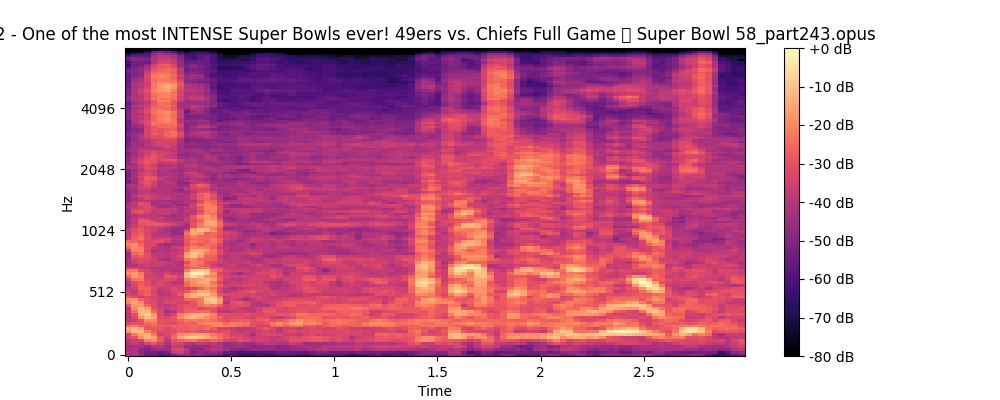 2 - One of the most INTENSE Super Bowls ever! 49ers vs. Chiefs Full Game ▯ Super Bowl 58_part243.opus
+0 dB
-10 dB
-20 dB
-30 dB
-40 dB
-50 dB
-60 dB
-70 dB
-80 dB
4096
2048
1024
512
0
Hz
0
0.5
1
1.5
2
2.5
Time